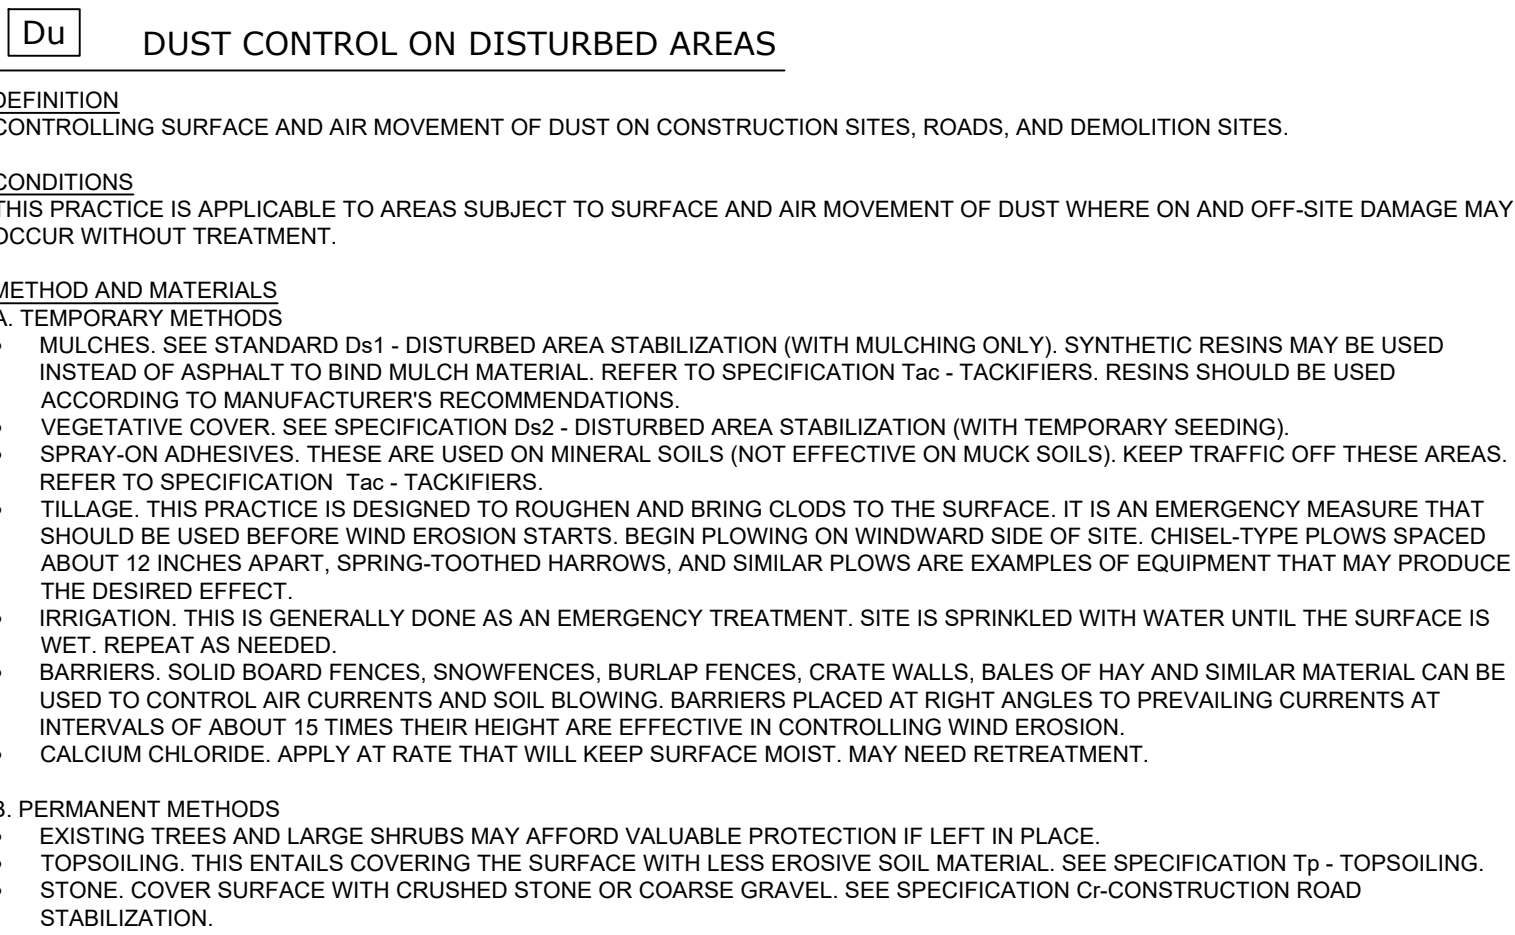 Du
DUST CONTROL ON DISTURBED AREAS
DEFINITION
CONTROLLING SURFACE AND AIR MOVEMENT OF DUST ON CONSTRUCTION SITES, ROADS, AND DEMOLITION SITES.
CONDITIONS
THIS PRACTICE IS APPLICABLE TO AREAS SUBJECT TO SURFACE AND AIR MOVEMENT OF DUST WHERE ON AND OFF-SITE DAMAGE MAY
OCCUR WITHOUT TREATMENT.
METHOD AND MATERIALS
A. TEMPORARY METHODS
• MULCHES. SEE STANDARD Ds1 - DISTURBED AREA STABILIZATION (WITH MULCHING ONLY). SYNTHETIC RESINS MAY BE USED
INSTEAD OF ASPHALT TO BIND MULCH MATERIAL. REFER TO SPECIFICATION Tac - TACKIFIERS. RESINS SHOULD BE USED
ACCORDING TO MANUFACTURER'S RECOMMENDATIONS.
• VEGETATIVE COVER. SEE SPECIFICATION Ds2 - DISTURBED AREA STABILIZATION (WITH TEMPORARY SEEDING).
• SPRAY-ON ADHESIVES. THESE ARE USED ON MINERAL SOILS (NOT EFFECTIVE ON MUCK SOILS). KEEP TRAFFIC OFF THESE AREAS.
REFER TO SPECIFICATION Tac - TACKIFIERS.
• TILLAGE. THIS PRACTICE IS DESIGNED TO ROUGHEN AND BRING CLODS TO THE SURFACE. IT IS AN EMERGENCY MEASURE THAT
SHOULD BE USED BEFORE WIND EROSION STARTS. BEGIN PLOWING ON WINDWARD SIDE OF SITE. CHISEL-TYPE PLOWS SPACED
ABOUT 12 INCHES APART, SPRING-TOOTHED HARROWS, AND SIMILAR PLOWS ARE EXAMPLES OF EQUIPMENT THAT MAY PRODUCE
THE DESIRED EFFECT.
• IRRIGATION. THIS IS GENERALLY DONE AS AN EMERGENCY TREATMENT. SITE IS SPRINKLED WITH WATER UNTIL THE SURFACE IS
WET. REPEAT AS NEEDED.
• BARRIERS. SOLID BOARD FENCES, SNOWFENCES, BURLAP FENCES, CRATE WALLS, BALES OF HAY AND SIMILAR MATERIAL CAN BE
USED TO CONTROL AIR CURRENTS AND SOIL BLOWING. BARRIERS PLACED AT RIGHT ANGLES TO PREVAILING CURRENTS AT
INTERVALS OF ABOUT 15 TIMES THEIR HEIGHT ARE EFFECTIVE IN CONTROLLING WIND EROSION.
• CALCIUM CHLORIDE. APPLY AT RATE THAT WILL KEEP SURFACE MOIST. MAY NEED RETREATMENT.
B. PERMANENT METHODS
• EXISTING TREES AND LARGE SHRUBS MAY AFFORD VALUABLE PROTECTION IF LEFT IN PLACE.
• TOPSOILING. THIS ENTAILS COVERING THE SURFACE WITH LESS EROSIVE SOIL MATERIAL. SEE SPECIFICATION Tp - TOPSOILING.
• STONE. COVER SURFACE WITH CRUSHED STONE OR COARSE GRAVEL. SEE SPECIFICATION Cr-CONSTRUCTION ROAD
STABILIZATION.